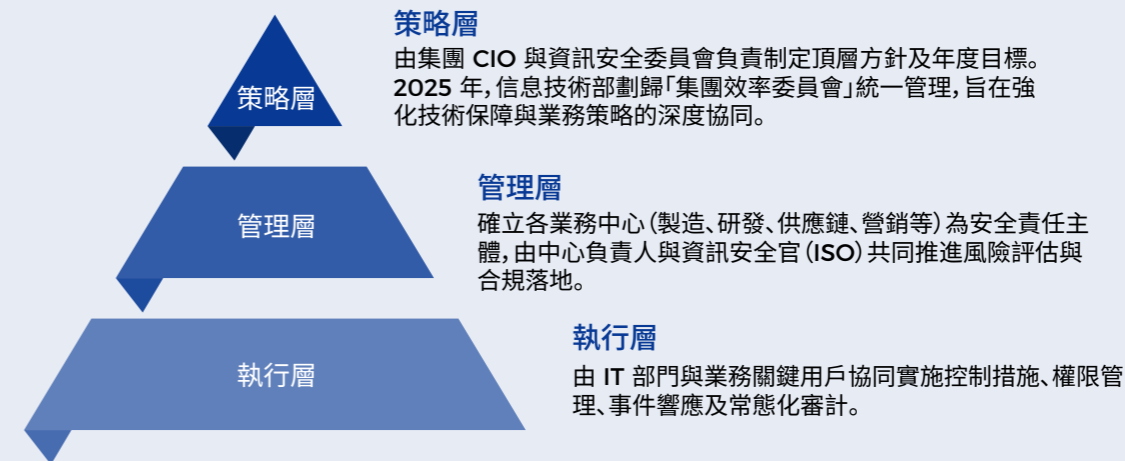 策略層
策略層
由集團 CIO 與資訊安全委員會負責制定頂層方針及年度目標。
2025 年,信息技術部劃歸「集團效率委員會」統一管理,旨在強
化技術保障與業務策略的深度協同。
管理層
管理層
確立各業務中心(製造、研發、供應鏈、營銷等)為安全責任主
體,由中心負責人與資訊安全官(ISO)共同推進風險評估與
合規落地。
執行層
執行層
由 IT 部門與業務關鍵用戶協同實施控制措施、權限管
理、事件響應及常態化審計。